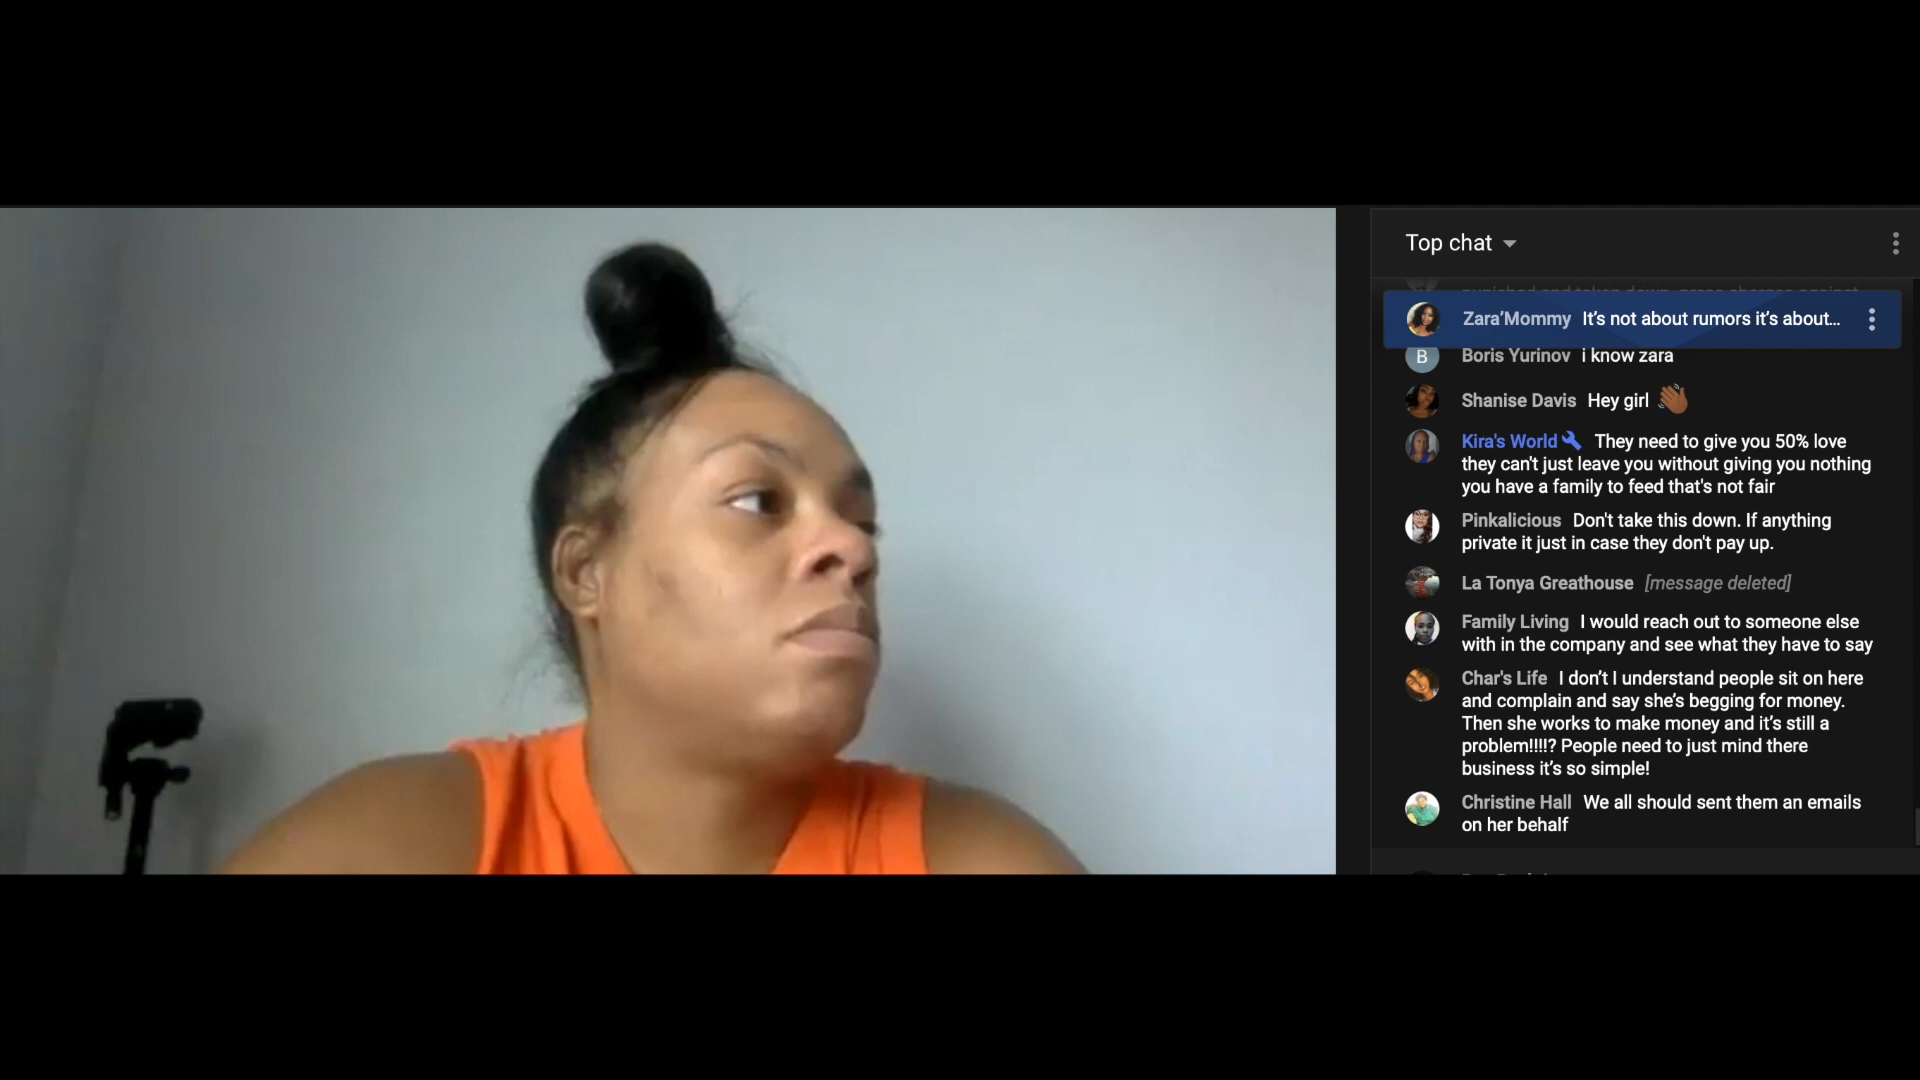 Top chat
Zara’Mommy It’s not about rumors it’s about...
B Boris Yurinov i know zara
Shanise Davis Hey girl
Kira's World They need to give you 50% love
they can't just leave you without giving you nothing
you have a family to feed that's not fair
Pinkalicious Don't take this down. If anything
private it just in case they don't pay up.
La Tonya Greathouse [message deleted]
Family Living I would reach out to someone else
with in the company and see what they have to say
Char's Life I don’t I understand people sit on here
and complain and say she’s begging for money.
Then she works to make money and it’s still a
problem!!!!? People need to just mind there
business it’s so simple!
Christine Hall We all should sent them an emails
on her behalf